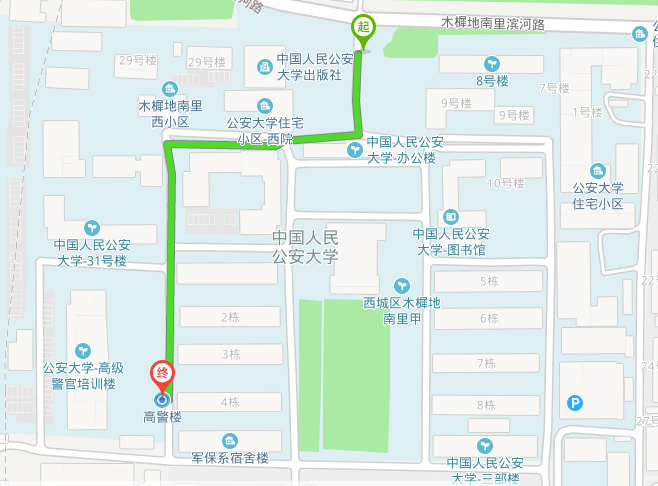 河路
木樨地南里滨河路
起
公安
住
29号楼
29号楼
中国人民公安
大学出版社
8号楼
7号楼
木樨地南里
西小区
公安大学住宅
小区-西院
9号楼
9号楼
1号楼
中国人民公安
大学-办公楼
10号楼
公安大学
住宅小区
中国人民公安
大学-31号楼
中国人民
公安大学
中国人民公安
大学-图书馆
5栋
22
西城区木樨地
南里甲
2栋
6栋
3栋
7栋
公安大学-高级
警官培训楼
终
24
4栋
8栋
P
高警楼
22
军保系宿舍楼
中国人民公安
大学-三部楼